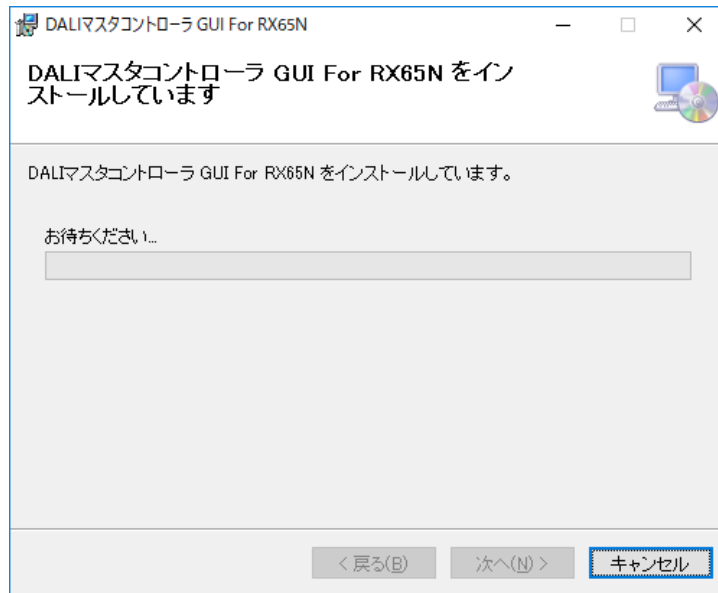 DALIマスタコントローラ GUI For RX65N
DALIマスタコントローラ GUI For RX65N をイン
ストールしています
DALIマスタコントローラ GUI For RX65N をインストールしています。
お待ちください...
< 戻る(B)
次へ(N) >
キャンセル